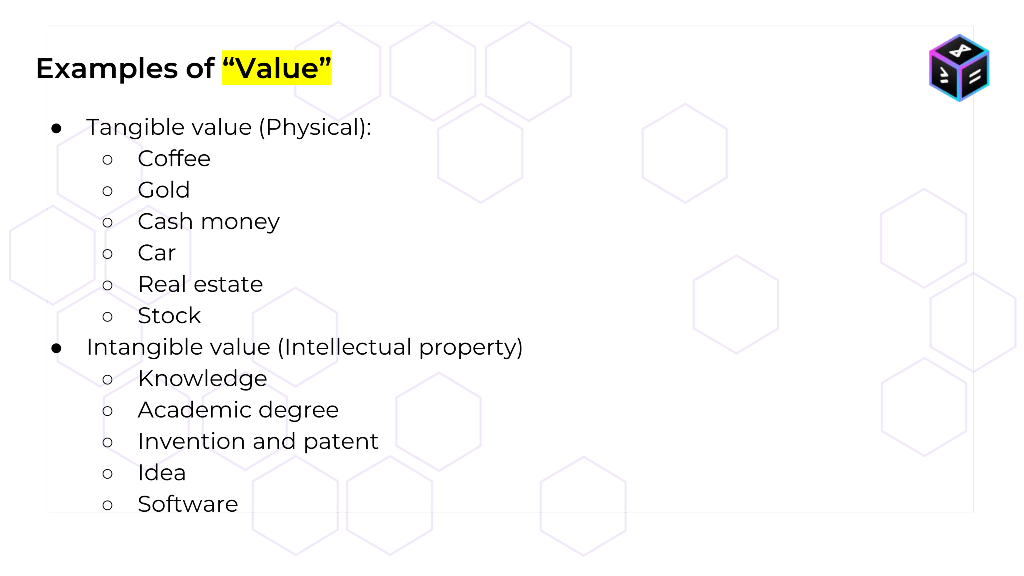 Examples of “Value”
● Tangible value (Physical):
○ Coffee
○ Gold
○ Cash money
○ Car
○ Real estate
○ Stock
● Intangible value (Intellectual property)
○ Knowledge
○ Academic degree
○ Invention and patent
○ Idea
○ Software